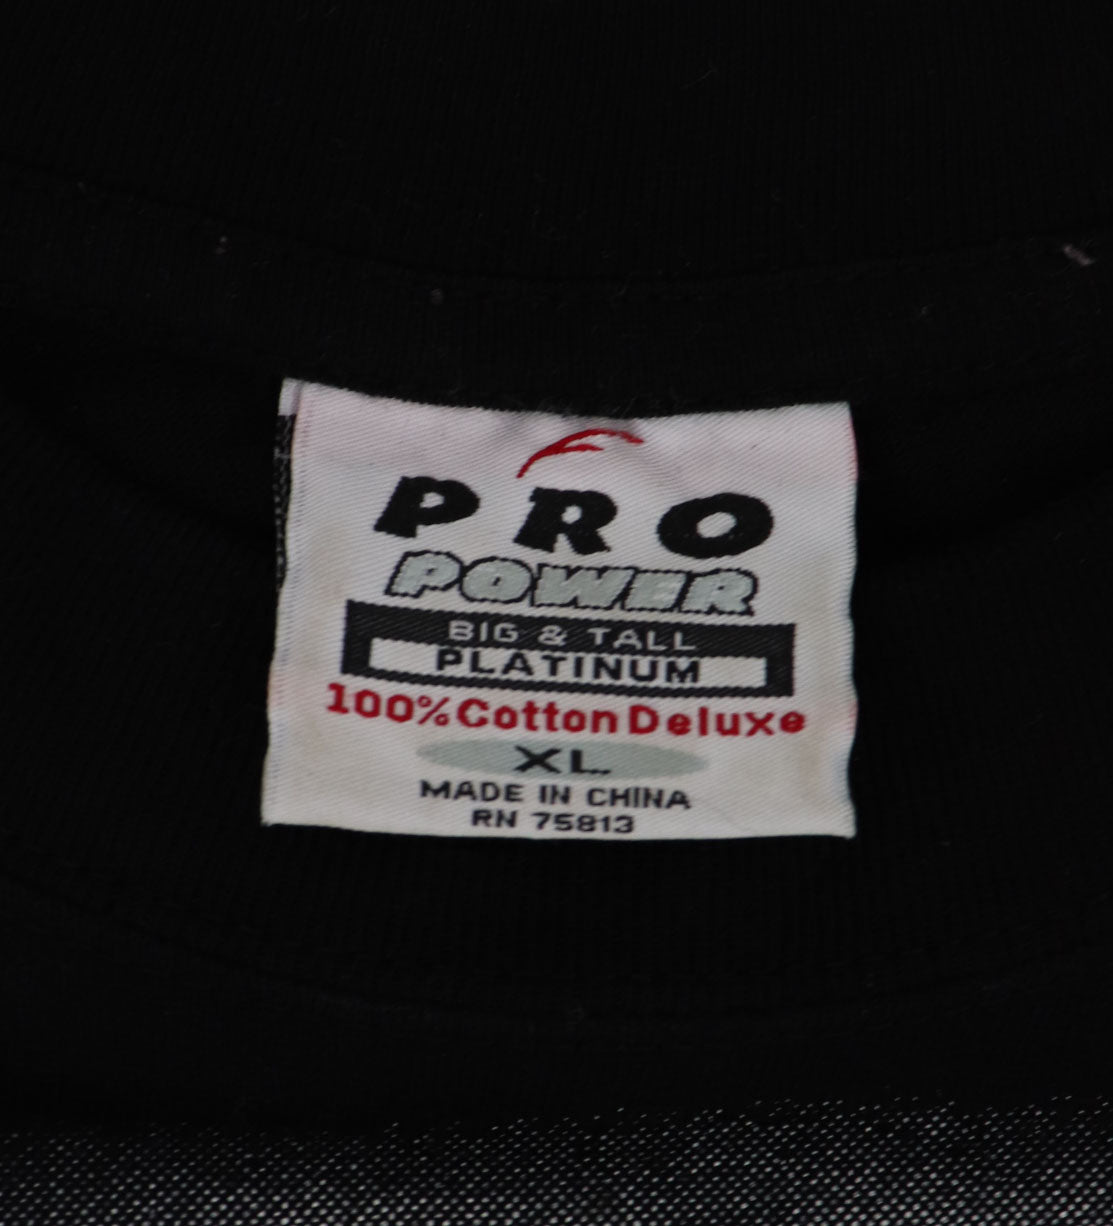 PRO
POWER
BIG & TALL
PLATINUM
100% Cotton Deluxe
XL
MADE IN CHINA
RN 75813